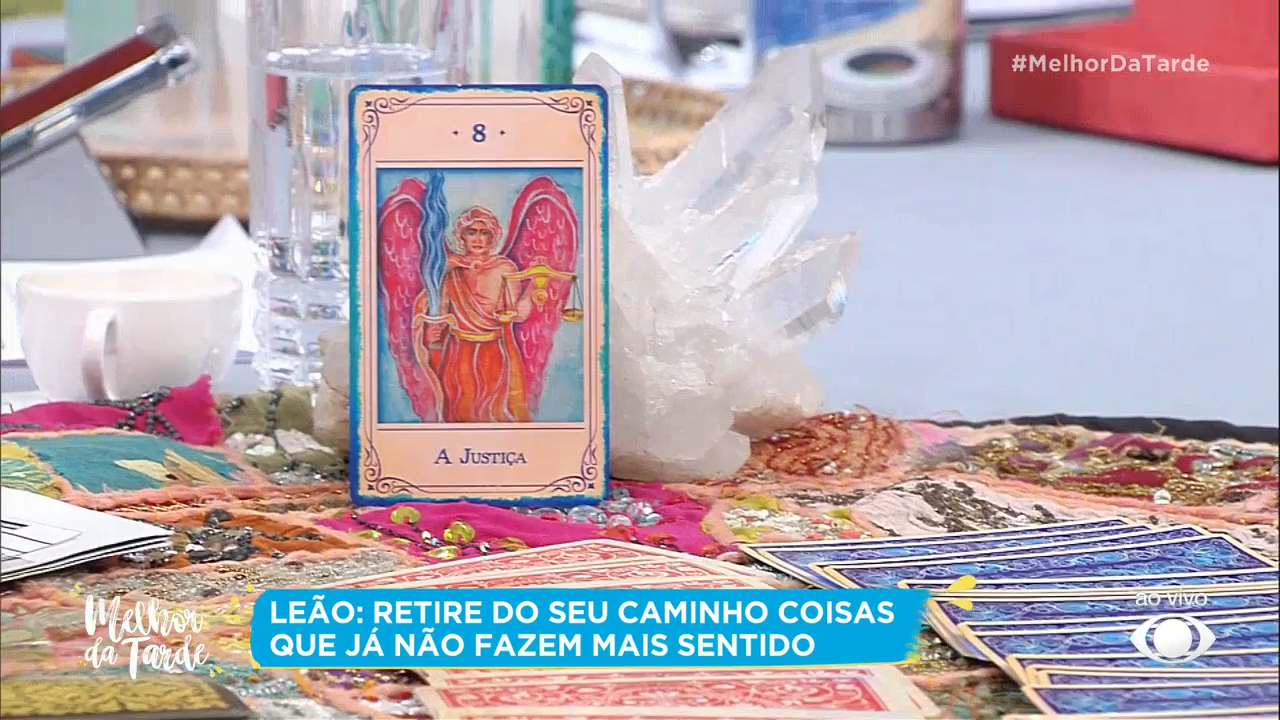 #MelhorDaTarde
8
A JUSTIÇA
ao vivo
LEÃO: RETIRE DO SEU CAMINHO COISAS
QUE JÁ NÃO FAZEM MAIS SENTIDO
Melhor
da Tarde